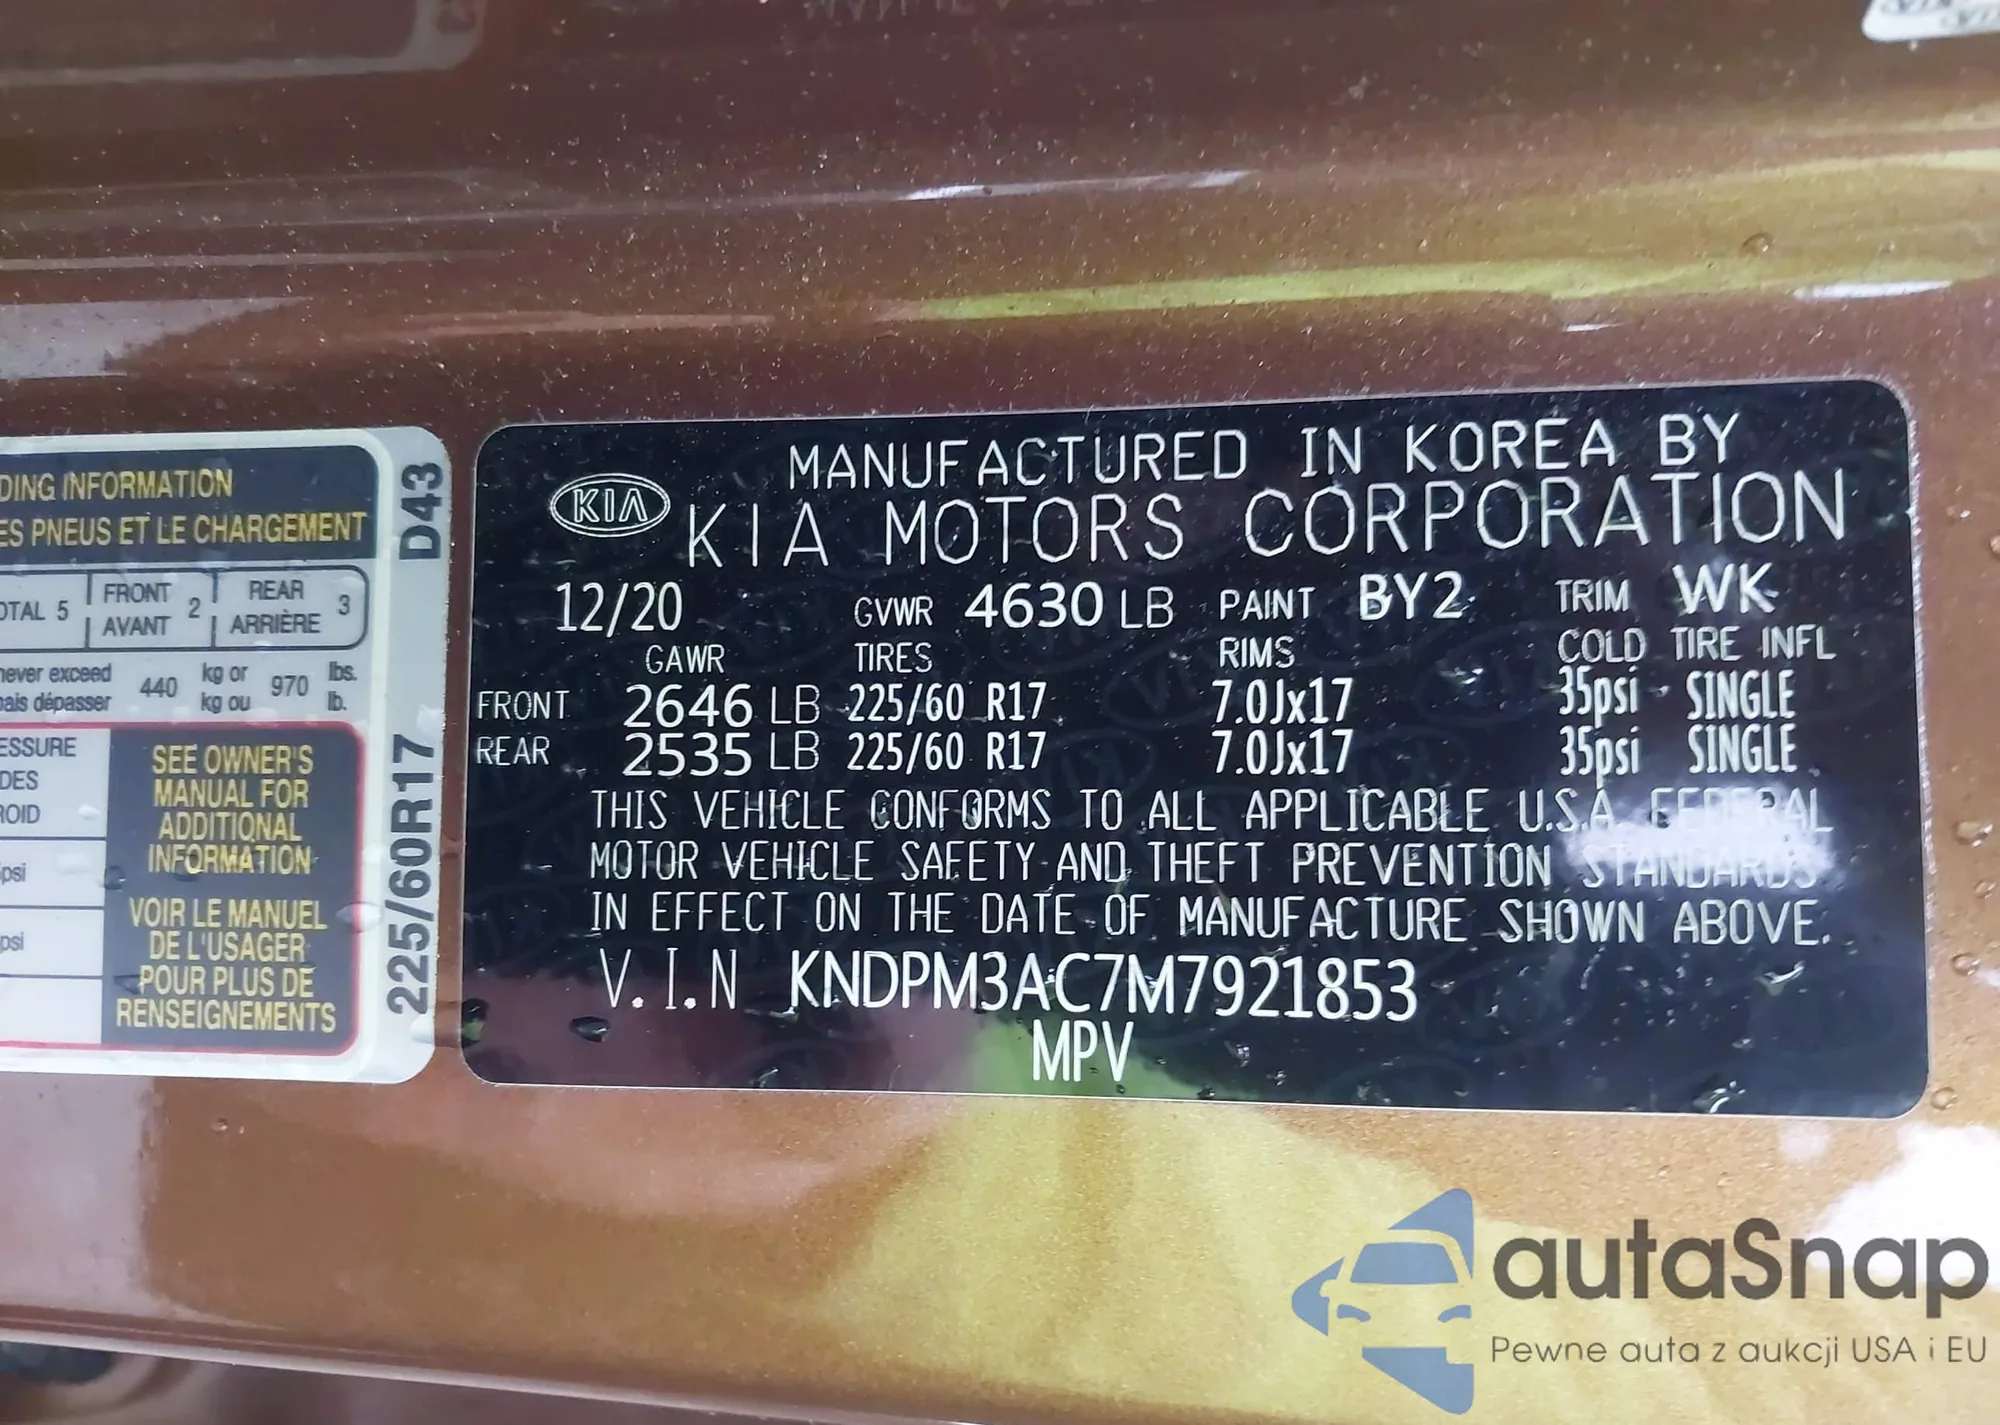 DING INFORMATION
ES PNEUS ET LE CHARGEMENT
OTAL 5
FRONT
AVANT 2
REAR
ARRIÈRE 3
never exceed 440 kg or 970 lbs.
mais dépasser kg ou lb.
ESSURE
DES
ROID
psi
psi
SEE OWNER'S
MANUAL FOR
ADDITIONAL
INFORMATION
VOIR LE MANUEL
DE L'USAGER
POUR PLUS DE
RENSEIGNEMENTS
D43
225/60R17
KIA
MANUFACTURED IN KOREA BY
KIA MOTORS CORPORATION
12/20 GVWR 4630 LB PAINT BY2 TRIM WK
GAWR TIRES RIMS COLD TIRE INFL
FRONT 2646 LB 225/60 R17 7.0Jx17 35psi SINGLE
REAR 2535 LB 225/60 R17 7.0Jx17 35psi SINGLE
THIS VEHICLE CONFORMS TO ALL APPLICABLE U.S.A. FEDERAL
MOTOR VEHICLE SAFETY AND THEFT PREVENTION STANDARDS
IN EFFECT ON THE DATE OF MANUFACTURE SHOWN ABOVE.
V.I.N KNDPM3AC7M7921853
MPV
autaSnap
Pewne auta z aukcji USA i EU